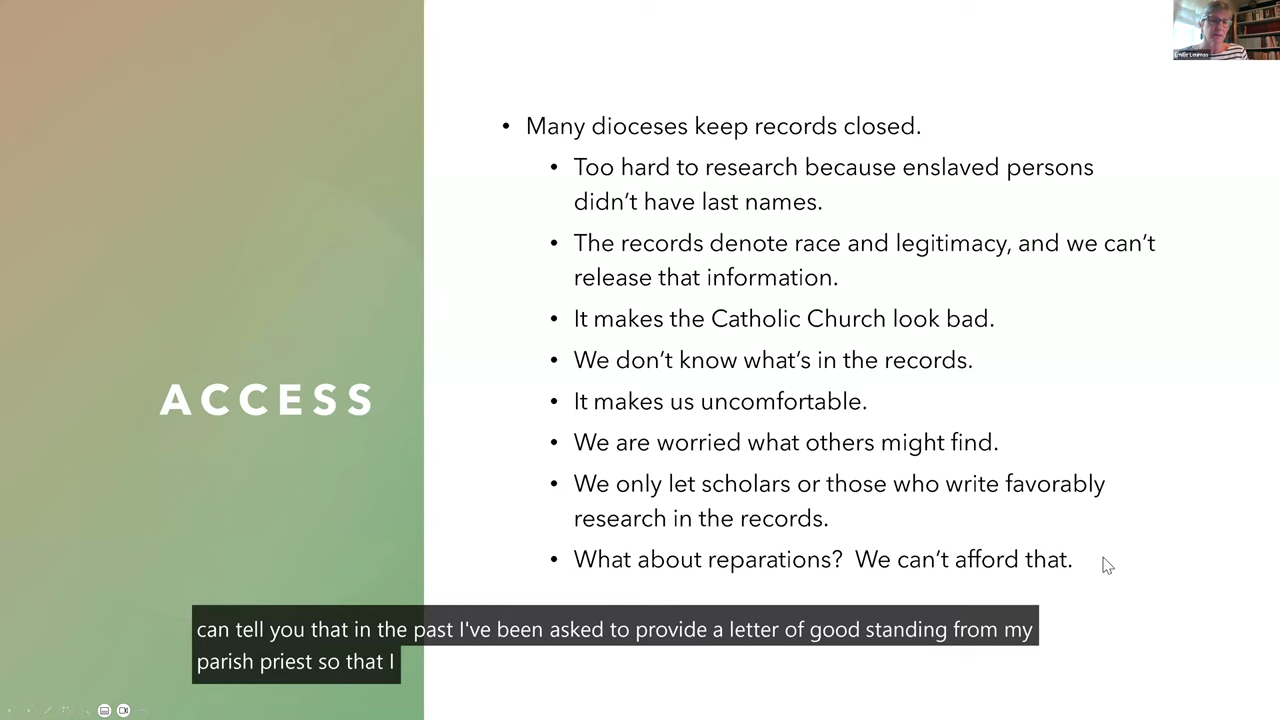 Emilie Leumas
• Many dioceses keep records closed.
• Too hard to research because enslaved persons
didn't have last names.
• The records denote race and legitimacy, and we can't
release that information.
• It makes the Catholic Church look bad.
• We don't know what's in the records.
ACCESS
• It makes us uncomfortable.
• We are worried what others might find.
• We only let scholars or those who write favorably
research in the records.
• What about reparations? We can't afford that.
can tell you that in the past I've been asked to provide a letter of good standing from my
parish priest so that I